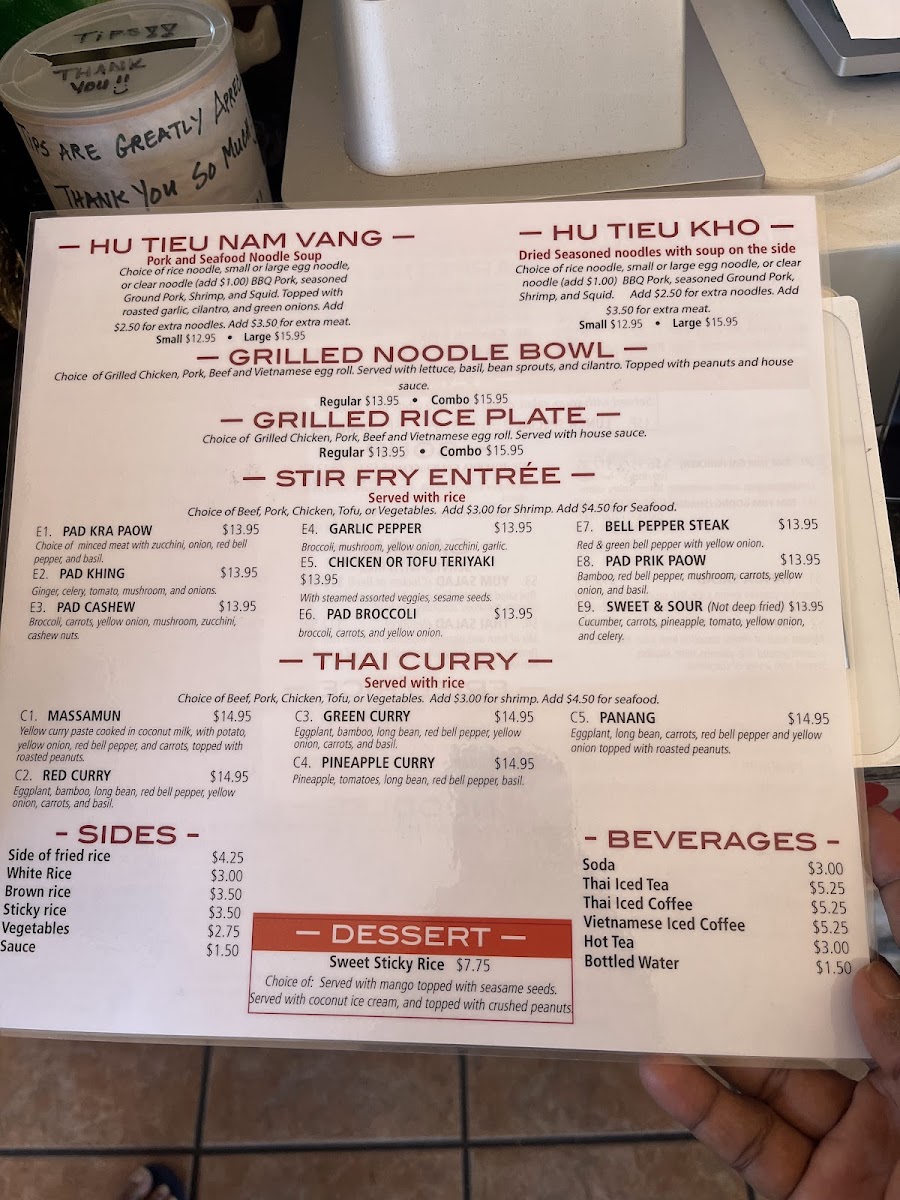 TIPS
THANK
YOU!!
TIPS ARE GREATLY
THANK YOU SO MUCH
— HU TIEU NAM VANG —
Pork and Seafood Noodle Soup
Choice of rice noodle, small or large egg noodle,
or clear noodle (add $1.00) BBQ Pork, seasoned
Ground Pork, Shrimp, and Squid. Topped with
roasted garlic, cilantro, and green onions. Add
$2.50 for extra noodles. Add $3.50 for extra meat.
Small $12.95 • Large $15.95
— HU TIEU KHO —
Dried Seasoned noodles with soup on the side
Choice of rice noodle, small or large egg noodle, or clear
noodle (add $1.00) BBQ Pork, seasoned Ground Pork,
Shrimp, and Squid. Add $2.50 for extra noodles. Add
$3.50 for extra meat.
Small $12.95 • Large $15.95
— GRILLED NOODLE BOWL —
Choice of Grilled Chicken, Pork, Beef and Vietnamese egg roll. Served with lettuce, basil, bean sprouts, and cilantro. Topped with peanuts and house
sauce.
Regular $13.95 • Combo $15.95
— GRILLED RICE PLATE —
Choice of Grilled Chicken, Pork, Beef and Vietnamese egg roll. Served with house sauce.
Regular $13.95 • Combo $15.95
— STIR FRY ENTRÉE —
Served with rice
Choice of Beef, Pork, Chicken, Tofu, or Vegetables. Add $3.00 for Shrimp. Add $4.50 for Seafood.
E1. PAD KRA PAOW $13.95
Choice of minced meat with zucchini, onion, red bell
pepper, and basil.
E2. PAD KHING $13.95
Ginger, celery, tomato, mushroom, and onions.
E3. PAD CASHEW $13.95
Broccoli, carrots, yellow onion, mushroom, zucchini,
cashew nuts.
E4. GARLIC PEPPER $13.95
Broccoli, mushroom, yellow onion, zucchini, garlic.
E5. CHICKEN OR TOFU TERIYAKI
$13.95
With steamed assorted veggies, sesame seeds.
E6. PAD BROCCOLI $13.95
broccoli, carrots, and yellow onion.
E7. BELL PEPPER STEAK $13.95
Red & green bell pepper with yellow onion.
E8. PAD PRIK PAOW $13.95
Bamboo, red bell pepper, mushroom, carrots, yellow
onion, and basil.
E9. SWEET & SOUR (Not deep fried) $13.95
Cucumber, carrots, pineapple, tomato, yellow onion,
and celery.
— THAI CURRY —
Served with rice
Choice of Beef, Pork, Chicken, Tofu, or Vegetables. Add $3.00 for shrimp. Add $4.50 for seafood.
C1. MASSAMUN $14.95
Yellow curry paste cooked in coconut milk, with potato,
yellow onion, red bell pepper, and carrots, topped with
roasted peanuts.
C2. RED CURRY $14.95
Eggplant, bamboo, long bean, red bell pepper, yellow
onion, carrots, and basil.
C3. GREEN CURRY $14.95
Eggplant, bamboo, long bean, red bell pepper, yellow
onion, carrots, and basil.
C4. PINEAPPLE CURRY $14.95
Pineapple, tomatoes, long bean, red bell pepper, basil.
C5. PANANG $14.95
Eggplant, long bean, carrots, red bell pepper and yellow
onion topped with roasted peanuts.
- SIDES -
Side of fried rice $4.25
White Rice $3.00
Brown rice $3.50
Sticky rice $3.50
Vegetables $2.75
Sauce $1.50
— DESSERT —
Sweet Sticky Rice $7.75
Choice of: Served with mango topped with seasame seeds.
Served with coconut ice cream, and topped with crushed peanuts
- BEVERAGES -
Soda $3.00
Thai Iced Tea $5.25
Thai Iced Coffee $5.25
Vietnamese Iced Coffee $5.25
Hot Tea $3.00
Bottled Water $1.50